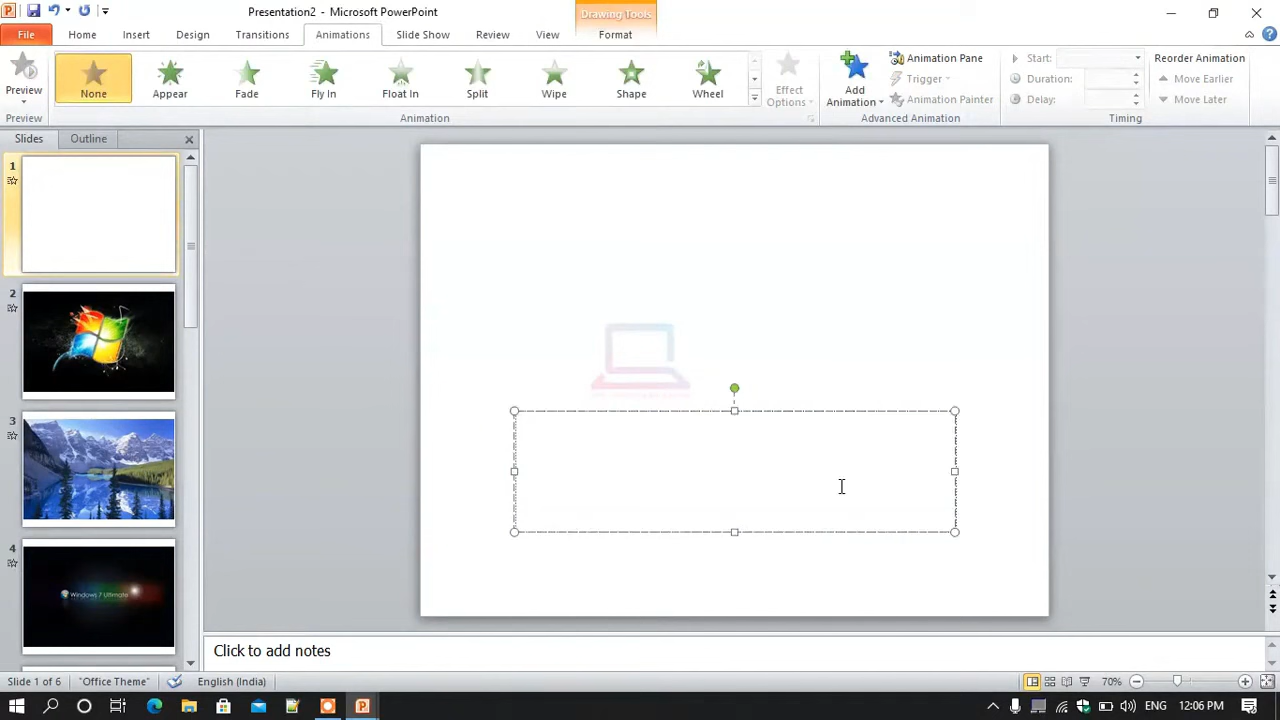 Presentation2 - Microsoft PowerPoint
Drawing Tools
File Home Insert Design Transitions Animations Slide Show Review View Format
Preview
None
Appear
Fade
Fly In
Float In
Split
Wipe
Shape
Wheel
Effect
Options
Add
Animation
Animation Pane
Trigger
Animation Painter
Start:
Duration:
Delay:
Reorder Animation
Move Earlier
Move Later
Preview
Animation
Advanced Animation
Timing
Slides
Outline
1
2
3
4
Windows 7 Ultimate
Click to add notes
Slide 1 of 6
"Office Theme"
English (India)
70%
ENG
12:06 PM